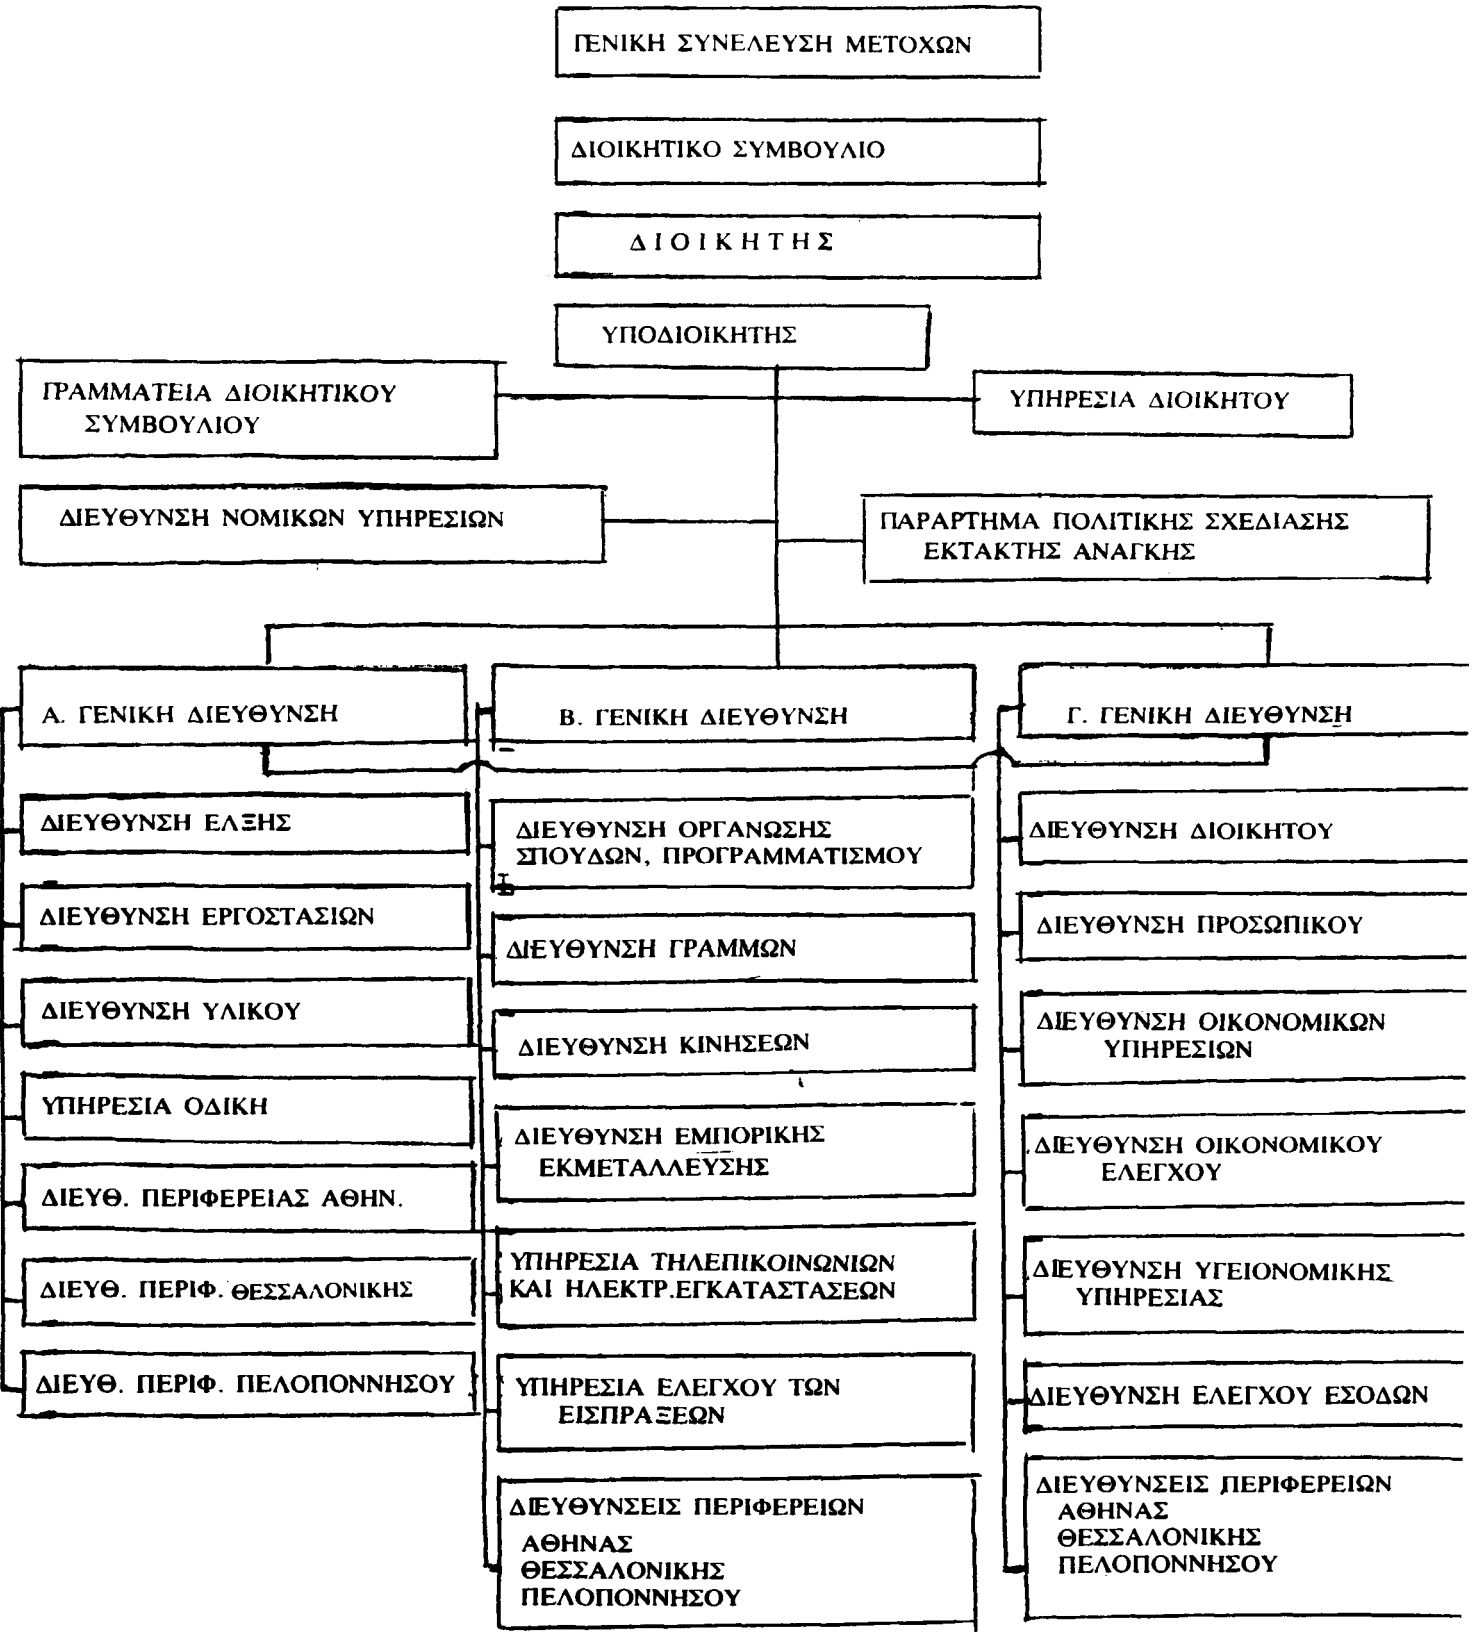 ΓΕΝΙΚΗ ΣΥΝΕΛΕΥΣΗ ΜΕΤΟΧΩΝ
ΔΙΟΙΚΗΤΙΚΟ ΣΥΜΒΟΥΛΙΟ
ΔΙΟΙΚΗΤΗΣ
ΥΠΟΔΙΟΙΚΗΤΗΣ
ΓΡΑΜΜΑΤΕΙΑ ΔΙΟΙΚΗΤΙΚΟΥ
ΣΥΜΒΟΥΛΙΟΥ
ΥΠΗΡΕΣΙΑ ΔΙΟΙΚΗΤΟΥ
ΔΙΕΥΘΥΝΣΗ ΝΟΜΙΚΩΝ ΥΠΗΡΕΣΙΩΝ
ΠΑΡΑΡΤΗΜΑ ΠΟΛΙΤΙΚΗΣ ΣΧΕΔΙΑΣΗΣ
ΕΚΤΑΚΤΗΣ ΑΝΑΓΚΗΣ
Α. ΓΕΝΙΚΗ ΔΙΕΥΘΥΝΣΗ
ΔΙΕΥΘΥΝΣΗ ΕΛΞΗΣ
ΔΙΕΥΘΥΝΣΗ ΕΡΓΟΣΤΑΣΙΩΝ
ΔΙΕΥΘΥΝΣΗ ΥΛΙΚΟΥ
ΥΠΗΡΕΣΙΑ ΟΔΙΚΗ
ΔΙΕΥΘ. ΠΕΡΙΦΕΡΕΙΑΣ ΑΘΗΝ.
ΔΙΕΥΘ. ΠΕΡΙΦ. ΘΕΣΣΑΛΟΝΙΚΗΣ
ΔΙΕΥΘ. ΠΕΡΙΦ. ΠΕΛΟΠΟΝΝΗΣΟΥ
Β. ΓΕΝΙΚΗ ΔΙΕΥΘΥΝΣΗ
ΔΙΕΥΘΥΝΣΗ ΟΡΓΑΝΩΣΗΣ
ΣΠΟΥΔΩΝ, ΠΡΟΓΡΑΜΜΑΤΙΣΜΟΥ
ΔΙΕΥΘΥΝΣΗ ΓΡΑΜΜΩΝ
ΔΙΕΥΘΥΝΣΗ ΚΙΝΗΣΕΩΝ
ΔΙΕΥΘΥΝΣΗ ΕΜΠΟΡΙΚΗΣ
ΕΚΜΕΤΑΛΛΕΥΣΗΣ
ΥΠΗΡΕΣΙΑ ΤΗΛΕΠΙΚΟΙΝΩΝΙΩΝ
ΚΑΙ ΗΛΕΚΤΡ.ΕΓΚΑΤΑΣΤΑΣΕΩΝ
ΥΠΗΡΕΣΙΑ ΕΛΕΓΧΟΥ ΤΩΝ
ΕΙΣΠΡΑΞΕΩΝ
ΔΙΕΥΘΥΝΣΕΙΣ ΠΕΡΙΦΕΡΕΙΩΝ
ΑΘΗΝΑΣ
ΘΕΣΣΑΛΟΝΙΚΗΣ
ΠΕΛΟΠΟΝΝΗΣΟΥ
Γ. ΓΕΝΙΚΗ ΔΙΕΥΘΥΝΣΗ
ΔΙΕΥΘΥΝΣΗ ΔΙΟΙΚΗΤΟΥ
ΔΙΕΥΘΥΝΣΗ ΠΡΟΣΩΠΙΚΟΥ
ΔΙΕΥΘΥΝΣΗ ΟΙΚΟΝΟΜΙΚΩΝ
ΥΠΗΡΕΣΙΩΝ
ΔΙΕΥΘΥΝΣΗ ΟΙΚΟΝΟΜΙΚΟΥ
ΕΛΕΓΧΟΥ
ΔΙΕΥΘΥΝΣΗ ΥΓΕΙΟΝΟΜΙΚΗΣ
ΥΠΗΡΕΣΙΑΣ
ΔΙΕΥΘΥΝΣΗ ΕΛΕΓΧΟΥ ΕΣΟΔΩΝ
ΔΙΕΥΘΥΝΣΕΙΣ ΠΕΡΙΦΕΡΕΙΩΝ
ΑΘΗΝΑΣ
ΘΕΣΣΑΛΟΝΙΚΗΣ
ΠΕΛΟΠΟΝΝΗΣΟΥ